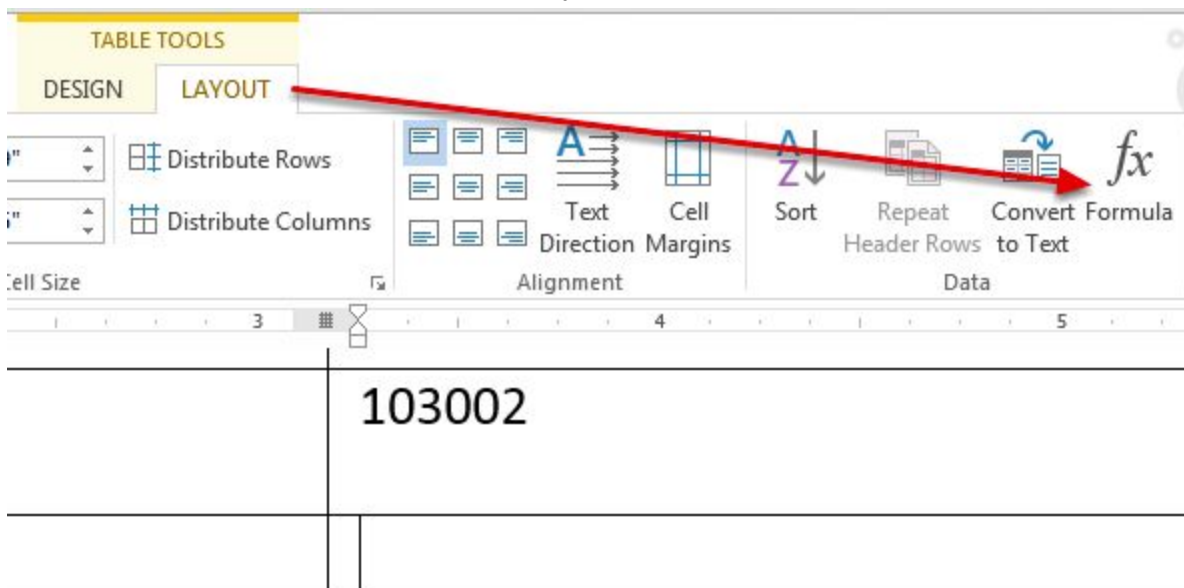 TABLE TOOLS
DESIGN LAYOUT
Distribute Rows
Distribute Columns
Text Direction
Cell Margins
Sort
Repeat Header Rows
Convert to Text
fx
Formula
Alignment
Data
3 4 5
103002